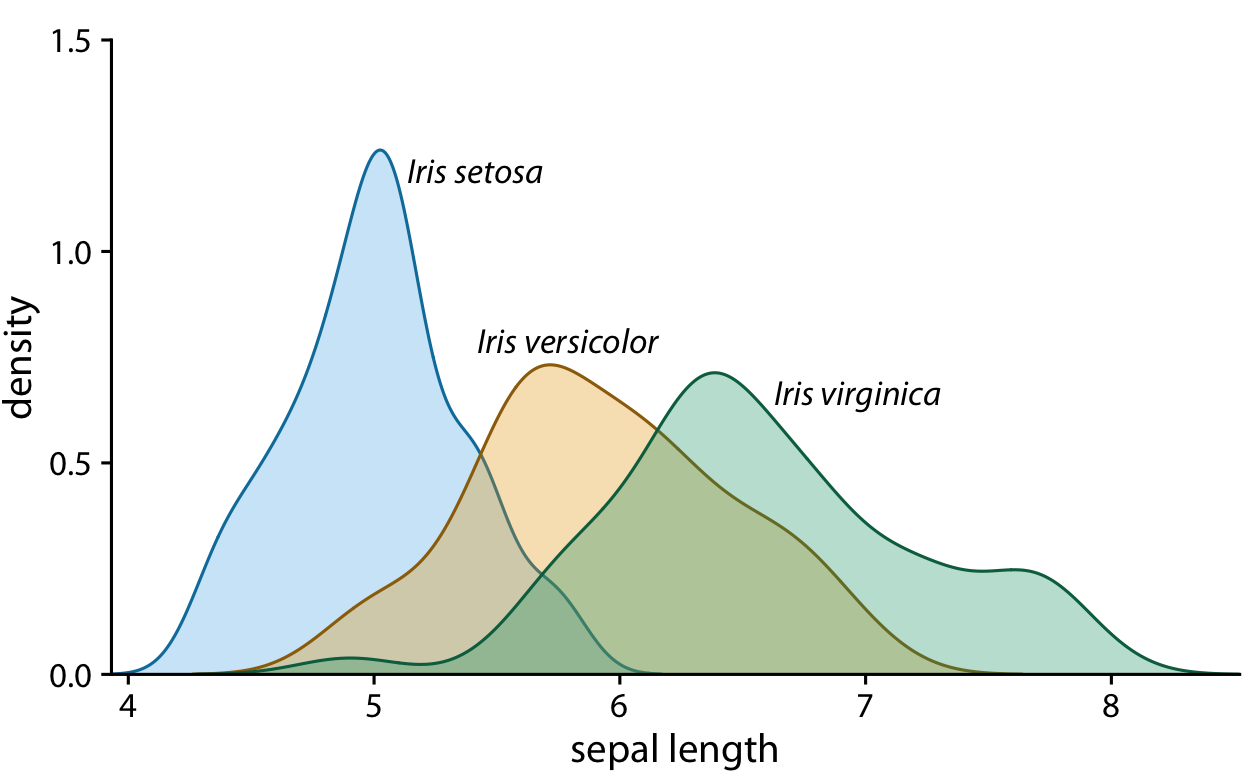 1.5
Iris setosa
1.0
Iris versicolor
Iris virginica
density
0.5
0.0
4 5 6 7 8
sepal length